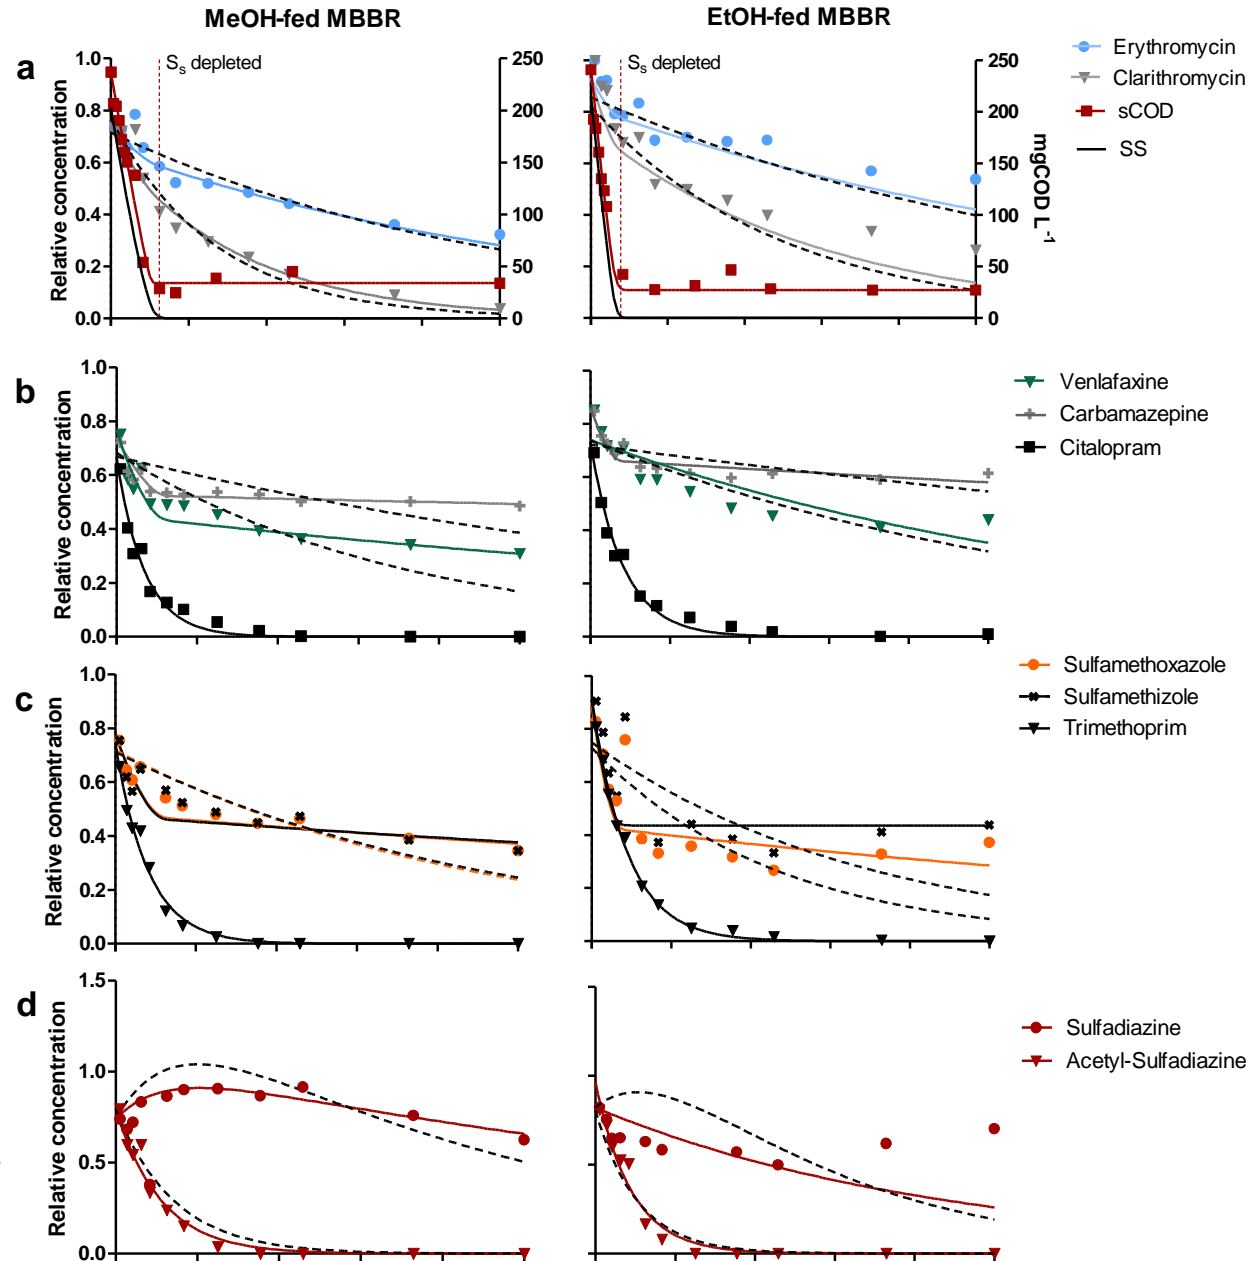 MeOH-fed MBBR
EtOH-fed MBBR
a
Relative concentration
1.0
0.8
0.6
0.4
0.2
0.0
Ss depleted
250
200
150
100
50
0
Ss depleted
250
200
150
100
50
0
mgCOD L-1
Erythromycin
Clarithromycin
sCOD
SS
b
Relative concentration
1.0
0.8
0.6
0.4
0.2
0.0
Venlafaxine
Carbamazepine
Citalopram
c
Relative concentration
1.0
0.8
0.6
0.4
0.2
0.0
Sulfamethoxazole
Sulfamethizole
Trimethoprim
d
Relative concentration
1.5
1.0
0.5
0.0
Sulfadiazine
Acetyl-Sulfadiazine